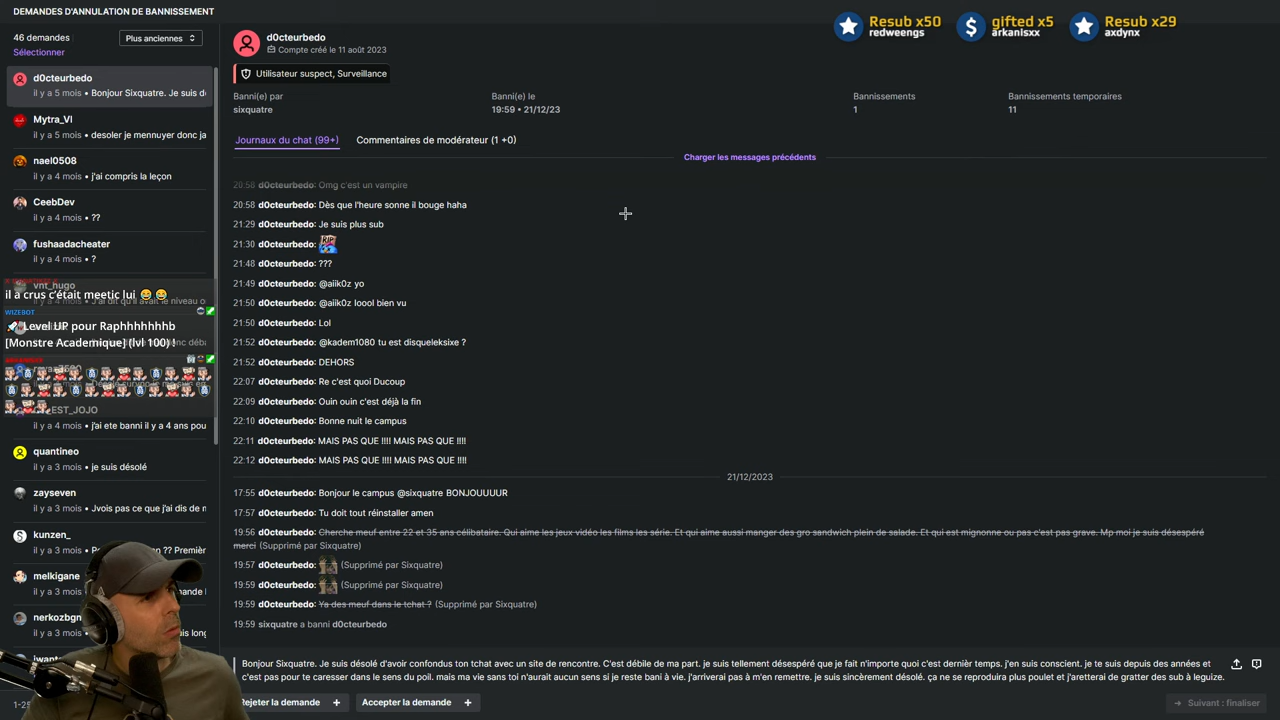 DEMANDES D'ANNULATION DE BANNISSEMENT
46 demandes
Plus anciennes
Sélectionner
d0cteurbedo
il y a 5 mois • Bonjour Sixquatre. Je suis d
Mytra_VI
il y a 5 mois • desoler je mennuyer donc ja
nael0508
il y a 4 mois • j'ai compris la leçon
CeebDev
il y a 4 mois • ??
fushaadacheater
il y a 4 mois • ?
vnt_hugo
il à crus c'était meetic lui 😂 😂
WIZEBOT
Level UP pour Raphhhhhhb
[Monstre Academique] (lvl 100) !
EST_JOJO
il y a 4 mois • j'ai ete banni il y a 4 ans pou
quantineo
il y a 3 mois • je suis désolé
zayseven
il y a 3 mois • Jvois pas ce que j'ai dis de r
kunzen_
il y a 3 mois
?? Premièr
melkigane
il y a 3 mois
nerkozbgn
il y a 3 mois
d0cteurbedo
Compte créé le 11 août 2023
Resub x50
redweengs
gifted x5
arkanisxx
Resub x29
axdynx
Utilisateur suspect, Surveillance
Banni(e) par
sixquatre
Banni(e) le
19:59 • 21/12/23
Bannissements
1
Bannissements temporaires
11
Journaux du chat (99+)
Commentaires de modérateur (1 +0)
Charger les messages précédents
20:58 d0cteurbedo: Omg c'est un vampire
20:58 d0cteurbedo: Dès que l'heure sonne il bouge haha
21:29 d0cteurbedo: Je suis plus sub
21:30 d0cteurbedo: RIP
21:48 d0cteurbedo: ???
21:49 d0cteurbedo: @aiik0z yo
21:50 d0cteurbedo: @aiik0z loool bien vu
21:50 d0cteurbedo: Lol
21:52 d0cteurbedo: @kadem1080 tu est disqueleksixe ?
21:52 d0cteurbedo: DEHORS
22:07 d0cteurbedo: Re c'est quoi Ducoup
22:09 d0cteurbedo: Ouin ouin c'est déjà la fin
22:10 d0cteurbedo: Bonne nuit le campus
22:11 d0cteurbedo: MAIS PAS QUE !!!! MAIS PAS QUE !!!!
22:12 d0cteurbedo: MAIS PAS QUE !!!! MAIS PAS QUE !!!!
21/12/2023
17:55 d0cteurbedo: Bonjour le campus @sixquatre BONJOUUUUR
17:57 d0cteurbedo: Tu doit tout réinstaller amen
19:56 d0cteurbedo: Cherche meuf entre 22 et 35 ans célibataire. Qui aime les jeux vidéo les films les série. Et qui aime aussi manger des gro sandwich plein de salade. Et qui est mignonne ou pas c'est pas grave. Mp moi je suis désespéré
merci (Supprimé par Sixquatre)
19:57 d0cteurbedo: (Supprimé par Sixquatre)
19:59 d0cteurbedo: (Supprimé par Sixquatre)
19:59 d0cteurbedo: Ya des meuf dans le tchat ? (Supprimé par Sixquatre)
19:59 sixquatre a banni d0cteurbedo
Bonjour Sixquatre. Je suis désolé d'avoir confondus ton tchat avec un site de rencontre. C'est débile de ma part. je suis tellement désespéré que je fait n'importe quoi c'est dernièr temps. j'en suis conscient. je te suis depuis des années et
c'est pas pour te caresser dans le sens du poil. mais ma vie sans toi n'aurait aucun sens si je reste bani à vie. j'arriverai pas à m'en remettre. je suis sincèrement désolé. ça ne se reproduira plus poulet et j'aretterai de gratter des sub à leguize.
Rejeter la demande +
Accepter la demande +
→ Suivant : finaliser